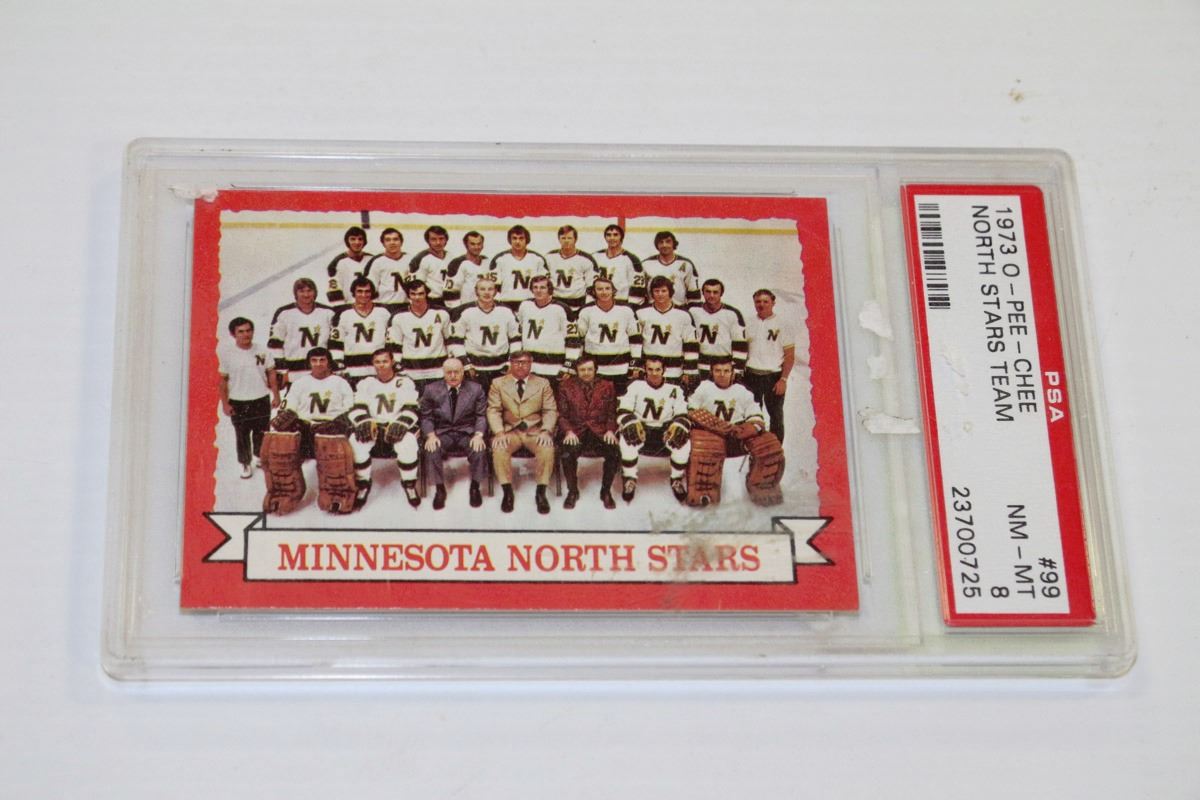 MINNESOTA NORTH STARS
PSA
1973 O-PEE-CHEE #99
NORTH STARS TEAM NM-MT
8
23700725